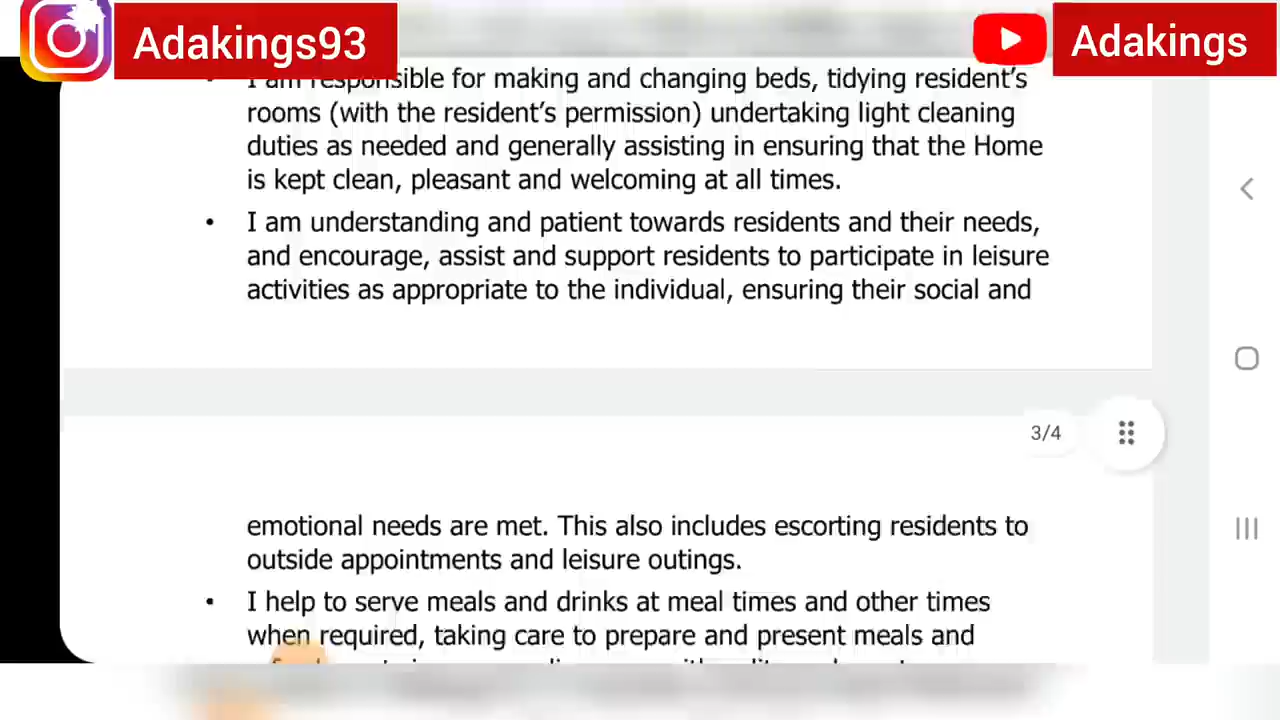 Adakings93
Adakings
• I am responsible for making and changing beds, tidying resident's
rooms (with the resident's permission) undertaking light cleaning
duties as needed and generally assisting in ensuring that the Home
is kept clean, pleasant and welcoming at all times.
• I am understanding and patient towards residents and their needs,
and encourage, assist and support residents to participate in leisure
activities as appropriate to the individual, ensuring their social and
3/4
emotional needs are met. This also includes escorting residents to
outside appointments and leisure outings.
• I help to serve meals and drinks at meal times and other times
when required, taking care to prepare and present meals and